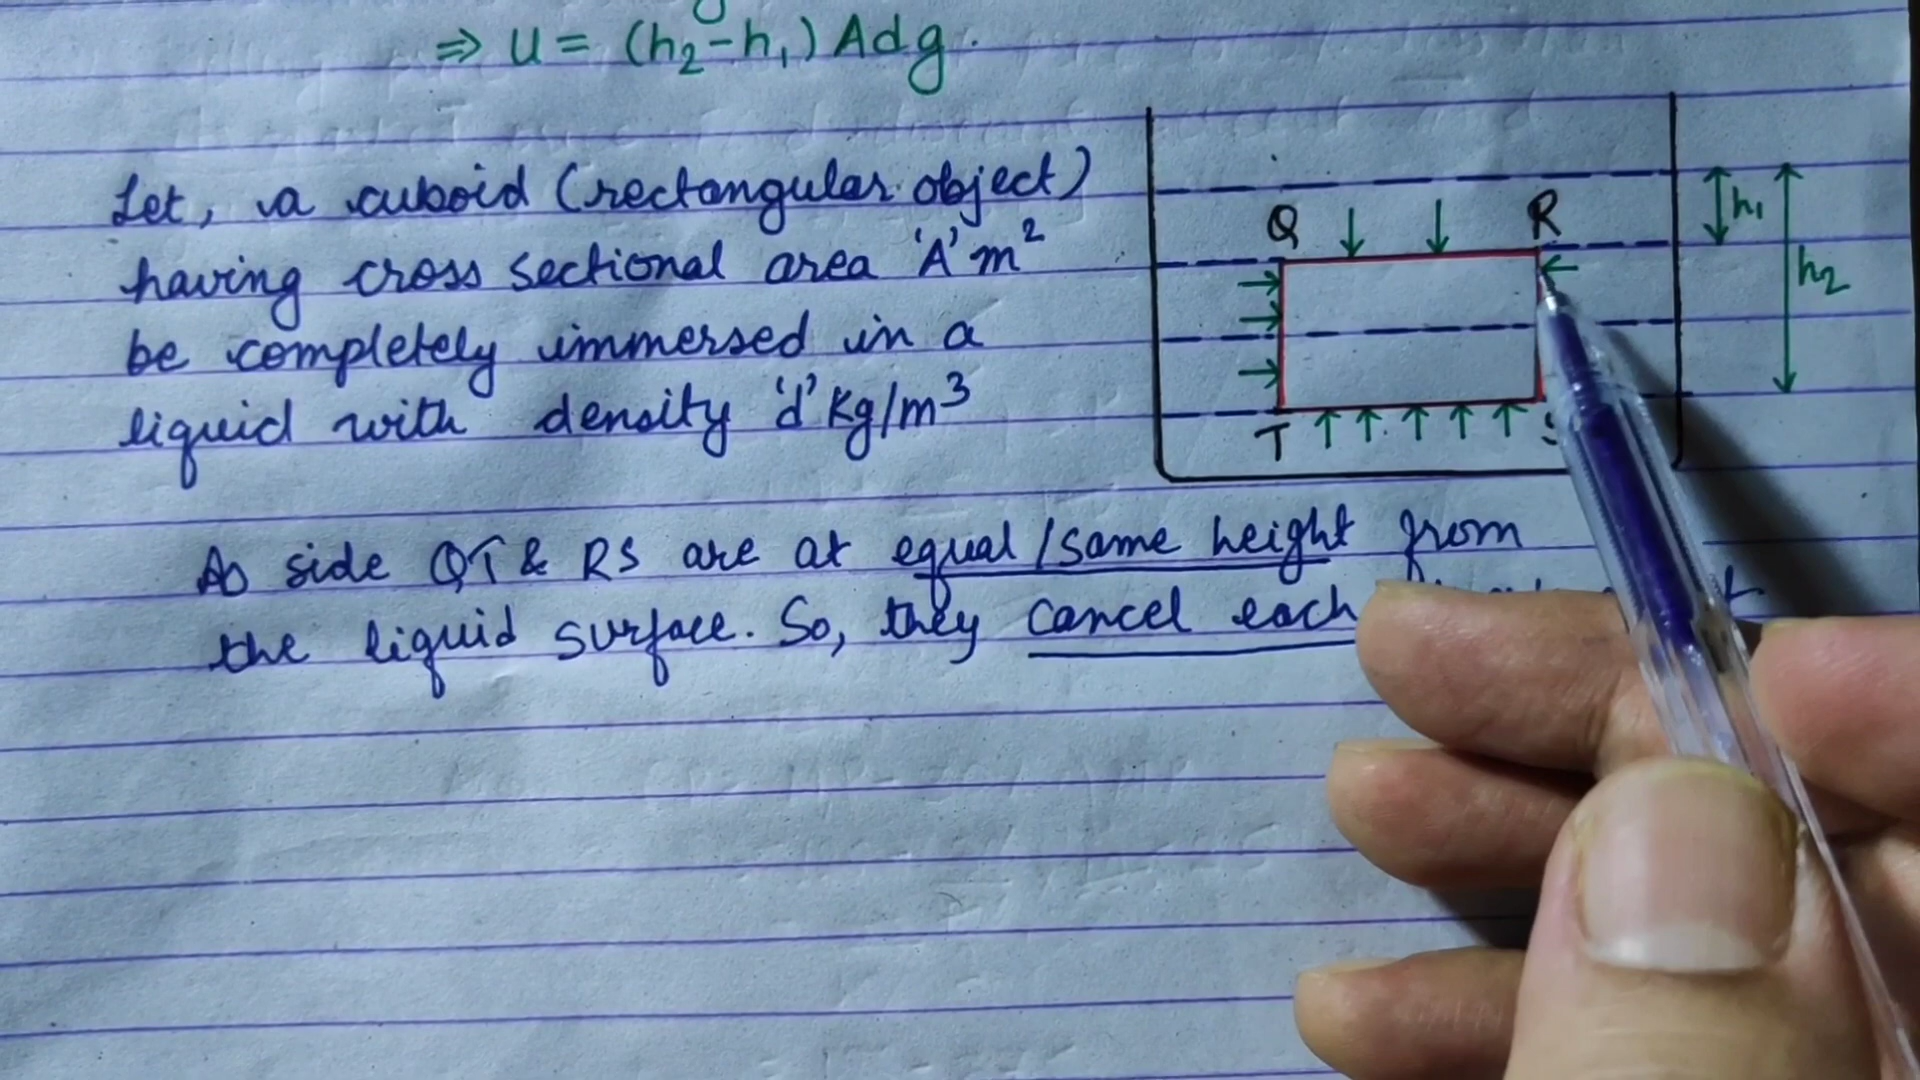 ⇒ U = (h₂-h₁) Adg.
Let, a cuboid (rectangular object)
having cross sectional area 'A' m²
be completely immersed in a
liquid with density 'd' Kg/m³
Q R
h₁
h₂
T
As side QT & RS are at equal/same height from
the liquid surface. So, they cancel each